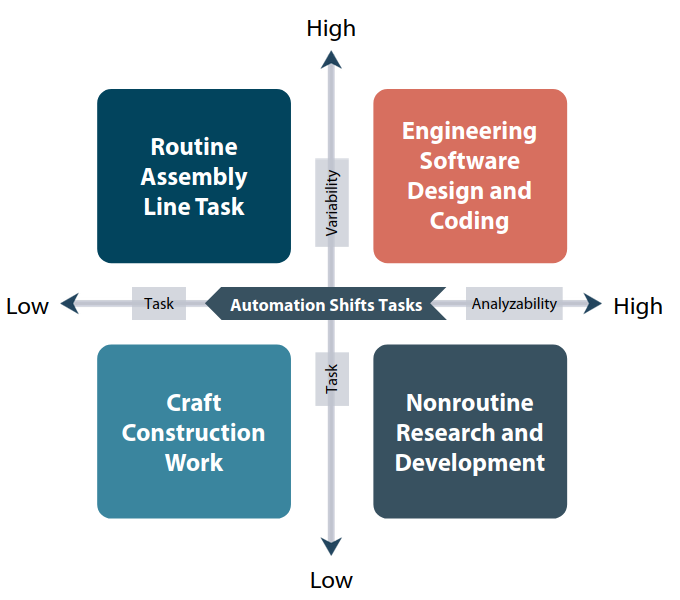 High
Routine
Assembly
Line Task
Engineering
Software
Design and
Coding
Variability
Low
Task
Automation Shifts Tasks
Analyzability
High
Task
Craft
Construction
Work
Nonroutine
Research and
Development
Low